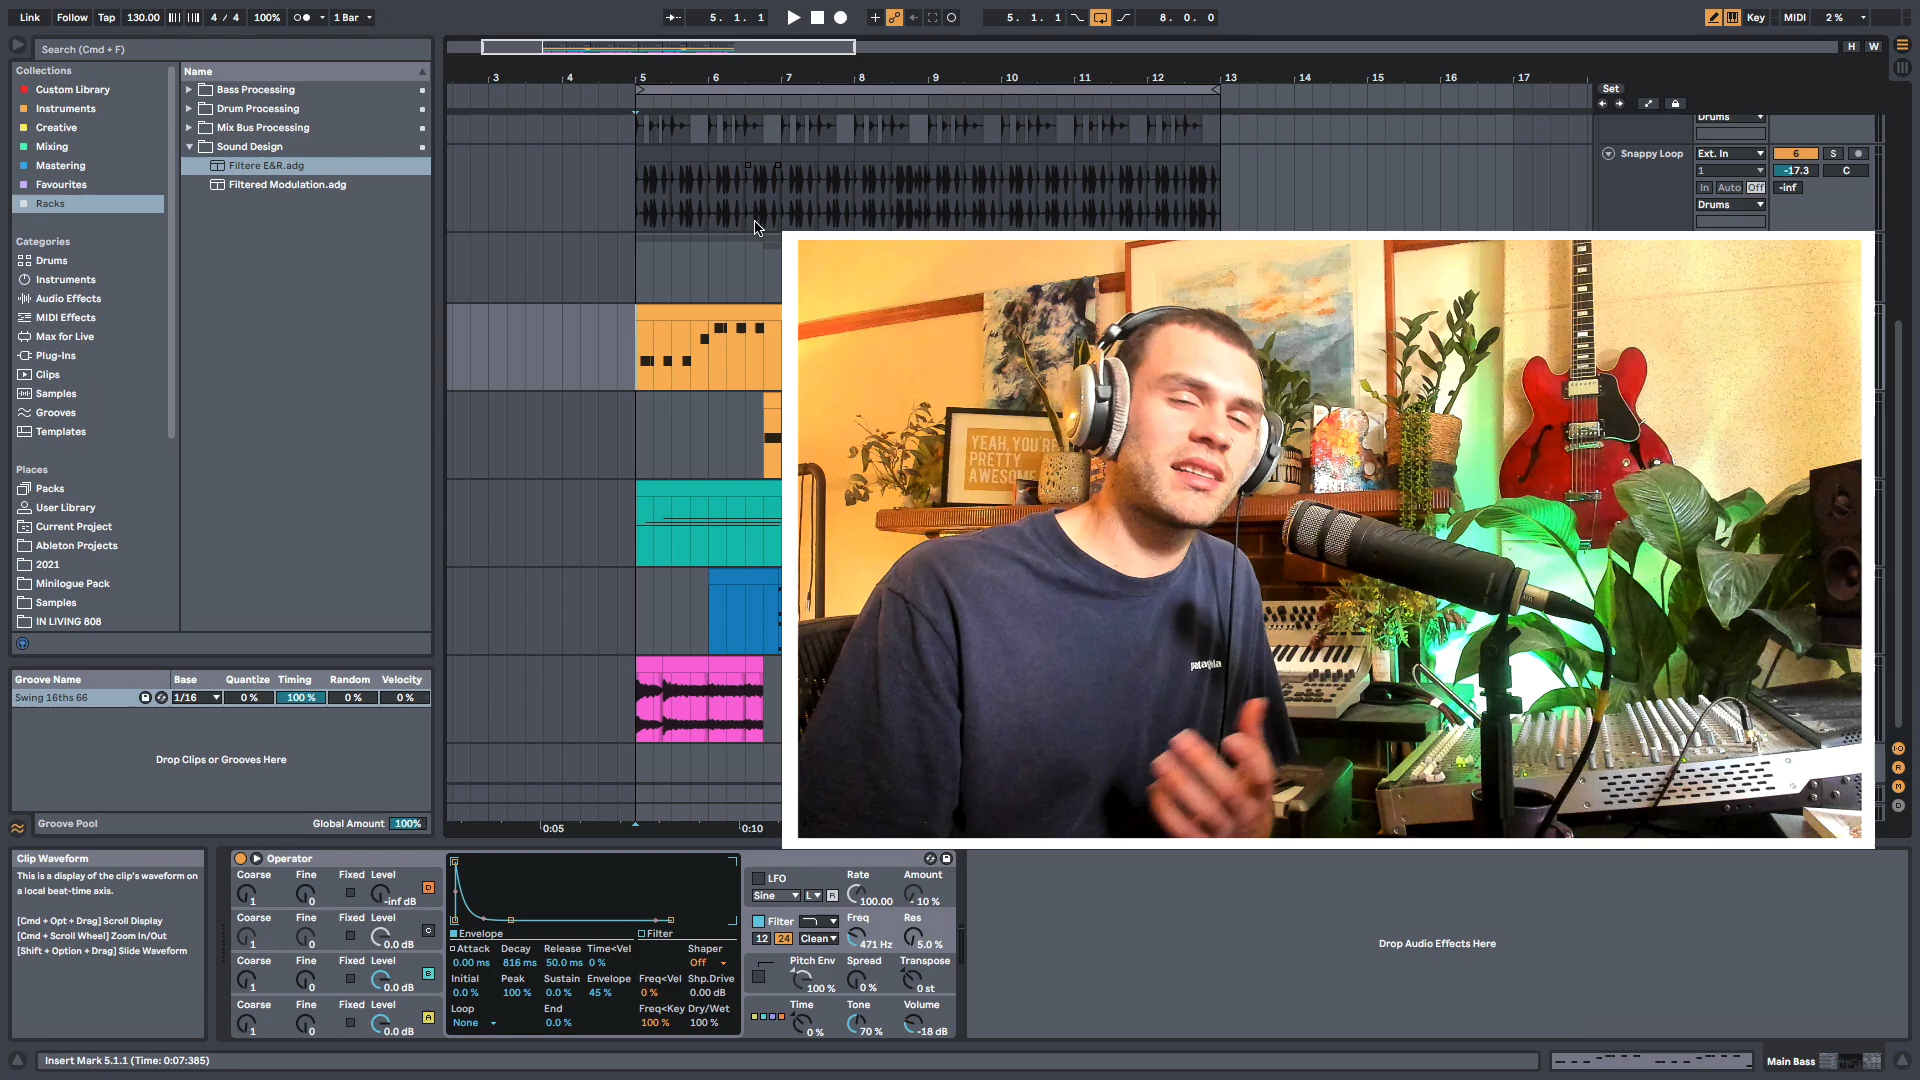 Link Follow Tap 130.00 4 / 4 100% 1 Bar 5. 1. 1 5. 1. 1 8. 0. 0 Key MIDI 2 %
Search (Cmd + F)
H W
Collections
Custom Library
Instruments
Creative
Mixing
Mastering
Favourites
Racks
Categories
Drums
Instruments
Audio Effects
MIDI Effects
Max for Live
Plug-Ins
Clips
Samples
Grooves
Templates
Places
Packs
User Library
Current Project
Ableton Projects
2021
Minilogue Pack
Samples
IN LIVING 808
Name
Bass Processing
Drum Processing
Mix Bus Processing
Sound Design
Filtere E&R.adg
Filtered Modulation.adg
3 4 5 6 7 8 9 10 11 12 13 14 15 16 17
Set
Drums
Snappy Loop Ext. In 6 S
1 -17.3 C
In Auto Off -inf
Drums
YEAH, YOU'RE
PRETTY
AWESOME
ART
patagonia
Groove Name Base Quantize Timing Random Velocity
Swing 16ths 66 1/16 0 % 100 % 0 % 0 %
Drop Clips or Grooves Here
Groove Pool Global Amount 100%
0:05 0:10
Clip Waveform
This is a display of the clip's waveform on
a local beat-time axis.
[Cmd + Opt + Drag] Scroll Display
[Cmd + Scroll Wheel] Zoom In/Out
[Shift + Option + Drag] Slide Waveform
Operator
Coarse Fine Fixed Level
1 0 -inf dB D
Coarse Fine Fixed Level
1 0 0.0 dB C
Coarse Fine Fixed Level
1 0 0.0 dB B
Coarse Fine Fixed Level
1 0 0.0 dB A
Envelope Filter
Attack Decay Release Time<Vel Shaper
0.00 ms 816 ms 50.0 ms 0 % Off
Initial Peak Sustain Envelope Freq<Vel Shp.Drive
0.0 % 100 % 0.0 % 45 % 0 % 0.00 dB
Loop End Freq<Key Dry/Wet
None 0.0 % 100 % 100 %
LFO Rate Amount
Sine L R 100.00 10 %
Filter Freq Res
12 24 Clean 471 Hz 5.0 %
Pitch Env Spread Transpose
100 % 0 % 0 st
Time Tone Volume
0 % 70 % -18 dB
Drop Audio Effects Here
Insert Mark 5.1.1 (Time: 0:07:385)
Main Bass